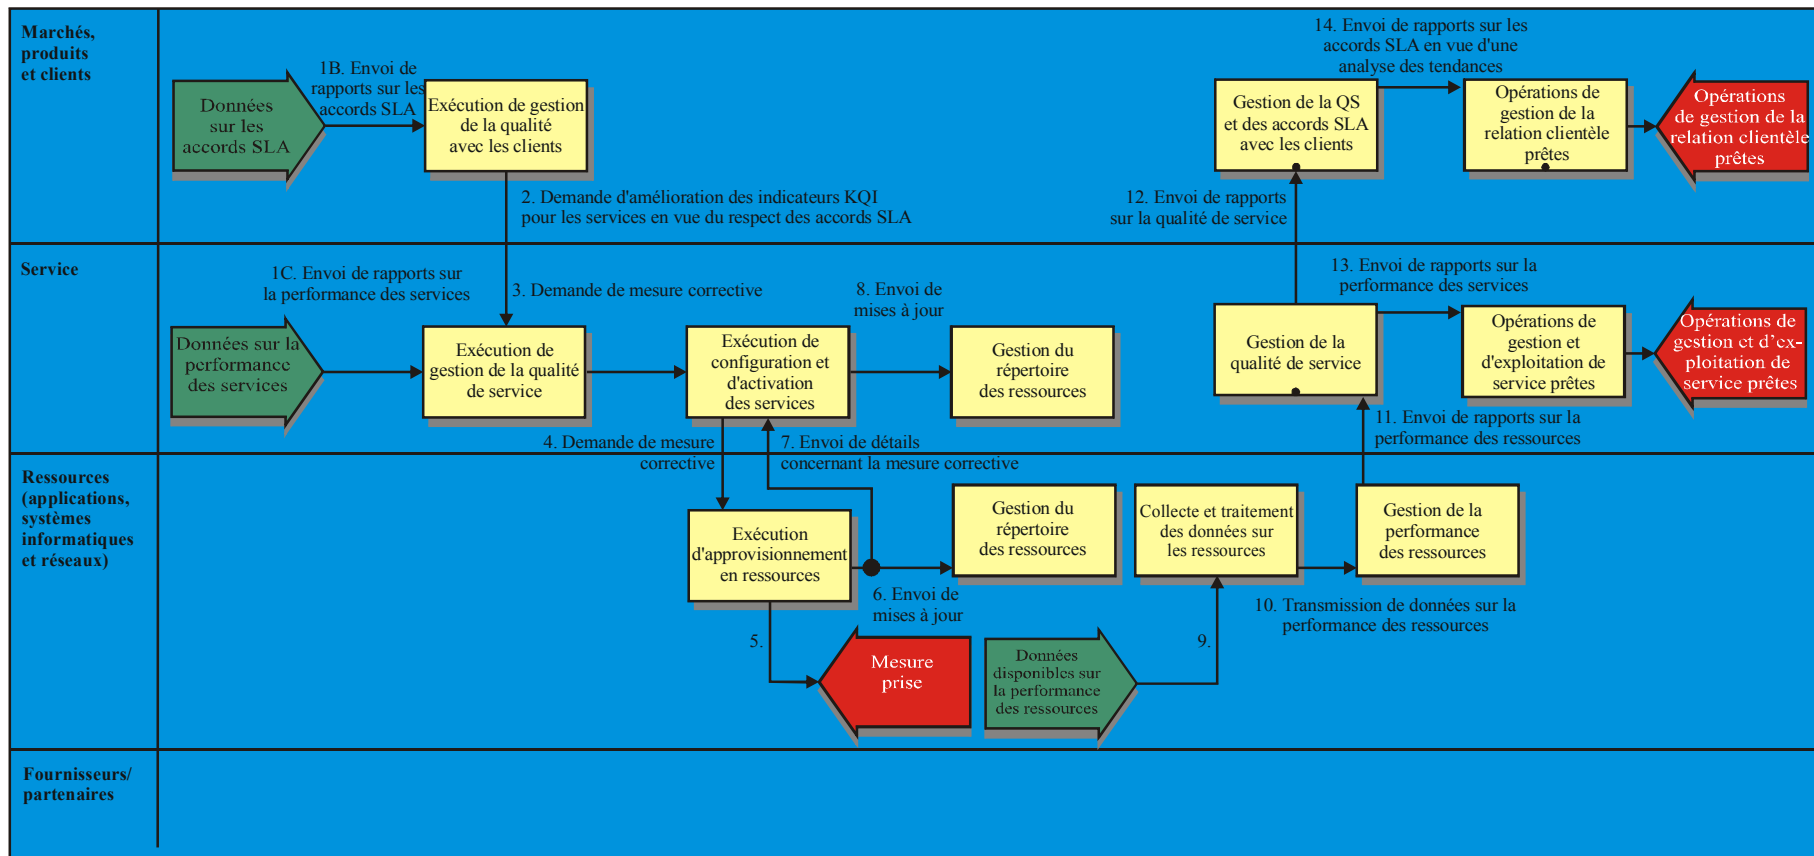 Marchés,
produits
et clients
Données
sur les
accords SLA
1B. Envoi de
rapports sur les
accords SLA
Exécution de gestion
de la qualité
avec les clients
2. Demande d'amélioration des indicateurs KQI
pour les services en vue du respect des accords SLA
12. Envoi de rapports
sur la qualité de service
Gestion de la QS
et des accords SLA
avec les clients
14. Envoi de rapports sur les
accords SLA en vue d'une
analyse des tendances
Opérations de
gestion de la
relation clientèle
prêtes
Opérations
de gestion de la
relation clientèle
prêtes
Service
1C. Envoi de rapports sur
la performance des services
Données sur la
performance
des services
3. Demande de mesure corrective
Exécution de
gestion de la qualité
de service
Exécution de
configuration et
d'activation
des services
8. Envoi de
mises à jour
Gestion du
répertoire
des ressources
Gestion de la
qualité de service
13. Envoi de rapports sur la
performance des services
Opérations de
gestion et
d'exploitation de
service prêtes
Opérations de
gestion et d'ex-
ploitation de
service prêtes
4. Demande de mesure
corrective
7. Envoi de détails
concernant la mesure corrective
11. Envoi de rapports sur la
performance des ressources
Ressources
(applications,
systèmes
informatiques
et réseaux)
Exécution
d'approvisionnement
en ressources
Gestion du
répertoire
des ressources
Collecte et traitement
des données sur
les ressources
Gestion de la
performance
des ressources
6. Envoi de
mises à jour
10. Transmission de données sur la
performance des ressources
5.
Mesure
prise
Données
disponibles sur
la performance
des ressources
9.
Fournisseurs/
partenaires